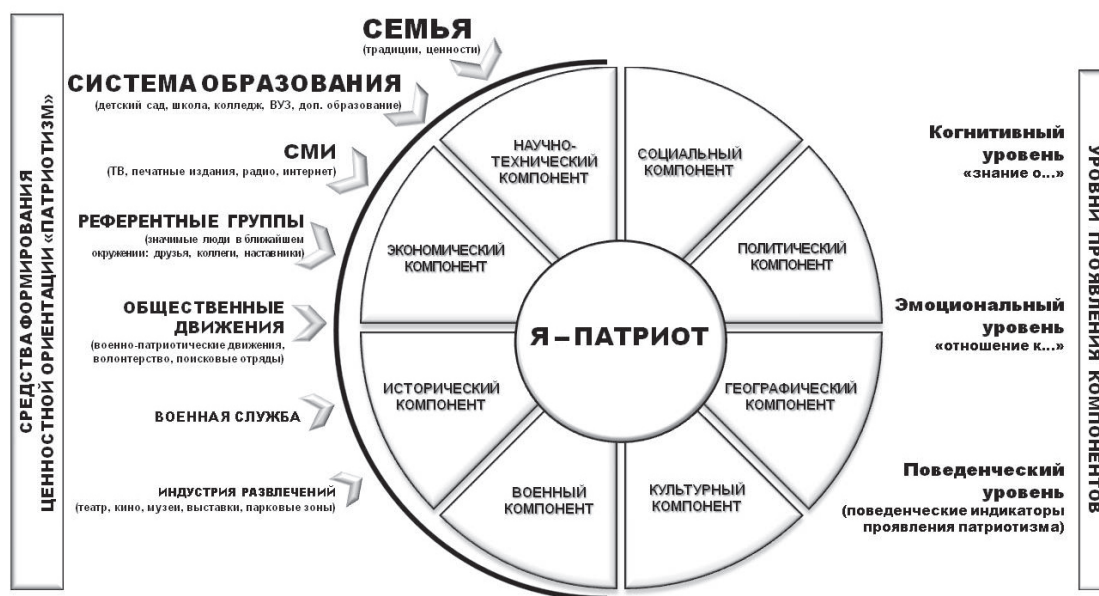 СРЕДСТВА ФОРМИРОВАНИЯ
ЦЕННОСТНОЙ ОРИЕНТАЦИИ «ПАТРИОТИЗМ»
СЕМЬЯ
(традиции, ценности)
СИСТЕМА ОБРАЗОВАНИЯ
(детский сад, школа, колледж, ВУЗ, доп. образование)
СМИ
(ТВ, печатные издания, радио, интернет)
РЕФЕРЕНТНЫЕ ГРУППЫ
(значимые люди в ближайшем
окружении: друзья, коллеги, наставники)
ОБЩЕСТВЕННЫЕ
ДВИЖЕНИЯ
(военно-патриотические движения,
волонтерство, поисковые отряды)
ВОЕННАЯ СЛУЖБА
ИНДУСТРИЯ РАЗВЛЕЧЕНИЙ
(театр, кино, музеи, выставки, парковые зоны)
НАУЧНО-
ТЕХНИЧЕСКИЙ
КОМПОНЕНТ
СОЦИАЛЬНЫЙ
КОМПОНЕНТ
ЭКОНОМИЧЕСКИЙ
КОМПОНЕНТ
ПОЛИТИЧЕСКИЙ
КОМПОНЕНТ
Я – ПАТРИОТ
ИСТОРИЧЕСКИЙ
КОМПОНЕНТ
ГЕОГРАФИЧЕСКИЙ
КОМПОНЕНТ
ВОЕННЫЙ
КОМПОНЕНТ
КУЛЬТУРНЫЙ
КОМПОНЕНТ
Когнитивный
уровень
«знание о...»
Эмоциональный
уровень
«отношение к...»
Поведенческий
уровень
(поведенческие индикаторы
проявления патриотизма)
УРОВНИ ПРОЯВЛЕНИЯ КОМПОНЕНТОВ